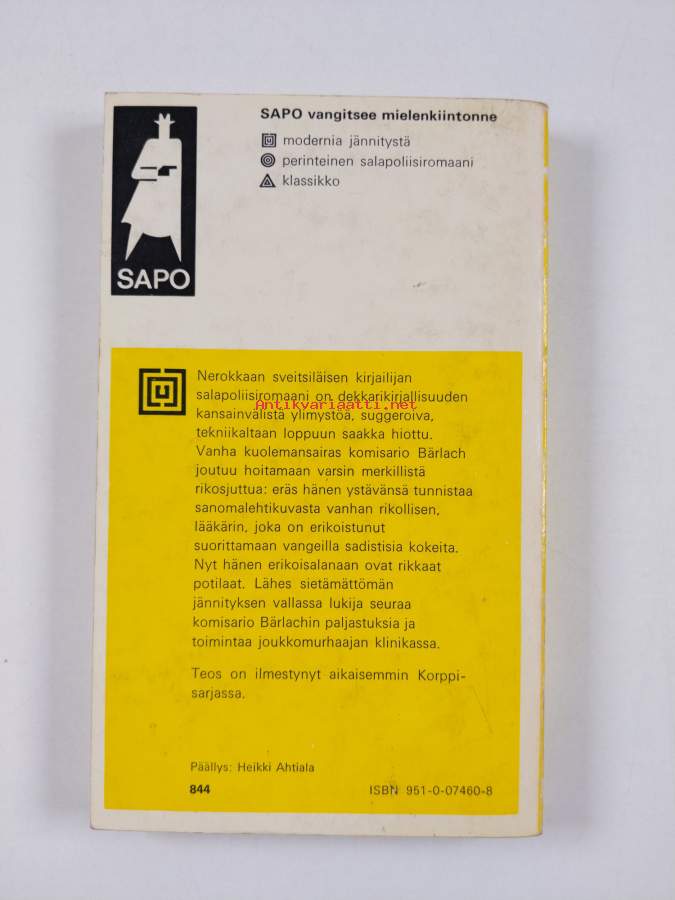 SAPO vangitsee mielenkiintonne
modernia jännitystä
perinteinen salapoliisiromaani
klassikko
SAPO
Nerokkaan sveitsiläisen kirjailijan
salapoliisiromaani on dekkarikirjallisuuden
Antikvariaatti.net
kansainvälistä ylimystöä, suggeroiva,
tekniikaltaan loppuun saakka hiottu.
Vanha kuolemansairas komisario Bärlach
joutuu hoitamaan varsin merkillistä
rikosjuttua: eräs hänen ystävänsä tunnistaa
sanomalehtikuvasta vanhan rikollisen,
lääkärin, joka on erikoistunut
suorittamaan vangeilla sadistisia kokeita.
Nyt hänen erikoisalanaan ovat rikkaat
potilaat. Lähes sietämättömän
jännityksen vallassa lukija seuraa
komisario Bärlachin paljastuksia ja
toimintaa joukkomurhaajan klinikassa.
Teos on ilmestynyt aikaisemmin Korppi-
sarjassa.
Päällys: Heikki Ahtiala
844 ISBN 951-0-07460-8